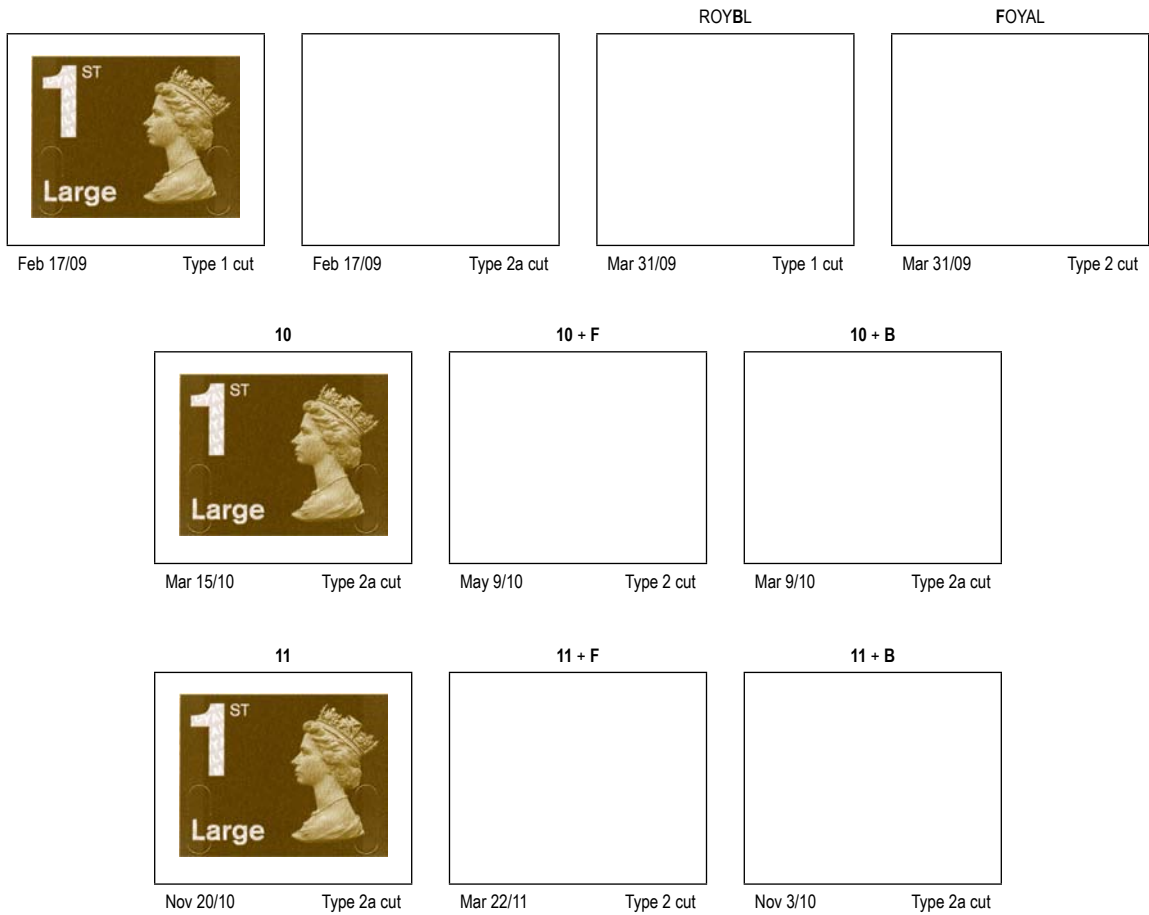 ROYBL FOYAL
1ST
Large
Feb 17/09 Type 1 cut Feb 17/09 Type 2a cut Mar 31/09 Type 1 cut Mar 31/09 Type 2 cut
10 10 + F 10 + B
1ST
Large
Mar 15/10 Type 2a cut May 9/10 Type 2 cut Mar 9/10 Type 2a cut
11 11 + F 11 + B
1ST
Large
Nov 20/10 Type 2a cut Mar 22/11 Type 2 cut Nov 3/10 Type 2a cut